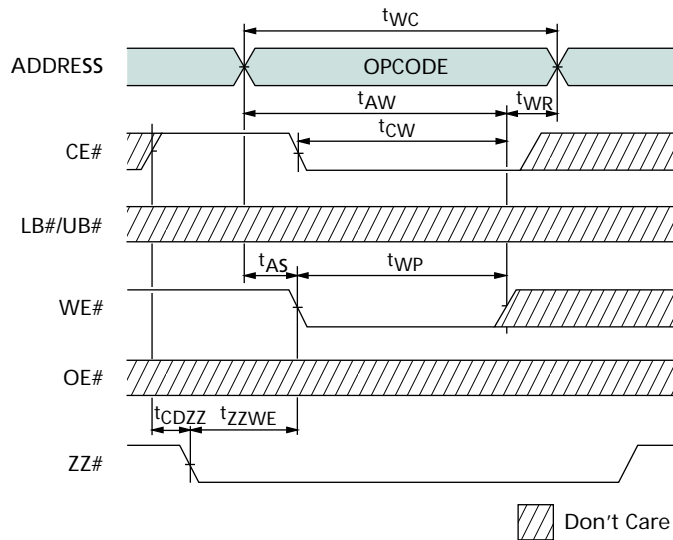 tWC
ADDRESS
OPCODE
tAW
tWR
tCW
CE#
LB#/UB#
tAS
tWP
WE#
OE#
tCDZZ
tZZWE
ZZ#
Don't Care